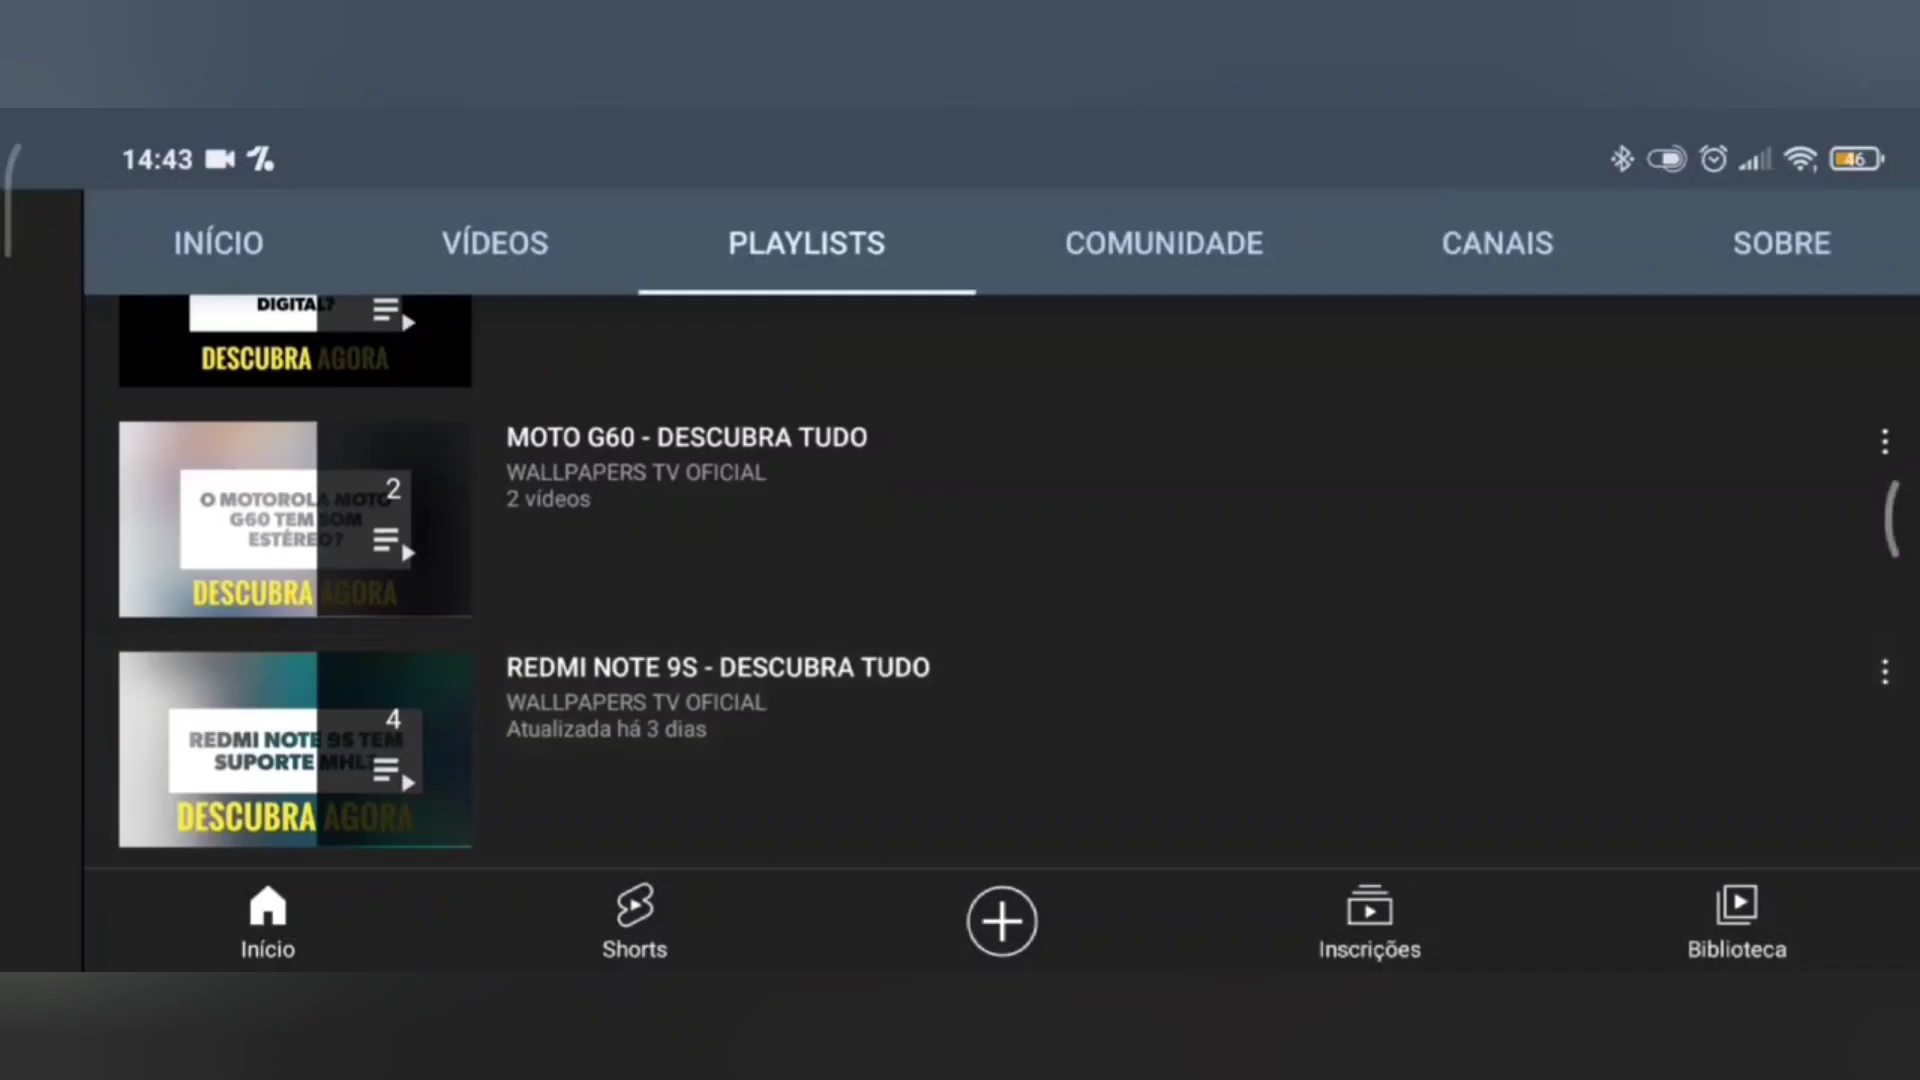 14:43
46
INÍCIO VÍDEOS PLAYLISTS COMUNIDADE CANAIS SOBRE
DIGITAL?
DESCUBRA AGORA
MOTO G60 - DESCUBRA TUDO
WALLPAPERS TV OFICIAL
2 vídeos
2
O MOTOROLA MOTO
G60 TEM SOM
ESTÉREO?
DESCUBRA AGORA
REDMI NOTE 9S - DESCUBRA TUDO
WALLPAPERS TV OFICIAL
Atualizada há 3 dias
4
REDMI NOTE 9S TEM
SUPORTE MHL?
DESCUBRA AGORA
Início Shorts Inscrições Biblioteca